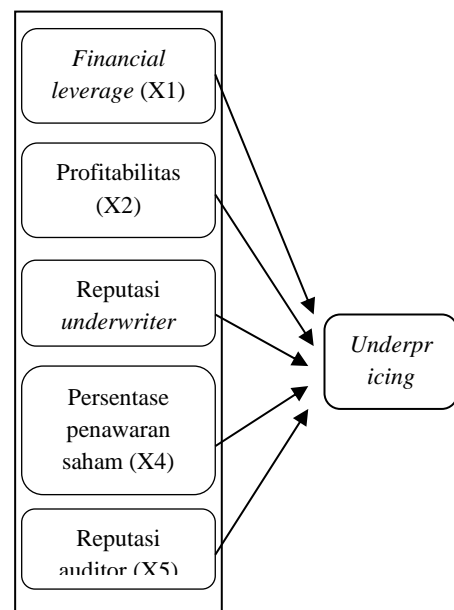 Financial
leverage (X1)
Profitabilitas
(X2)
Reputasi
underwriter
Persentase
penawaran
saham (X4)
Reputasi
auditor (X5)
Underpr
icing